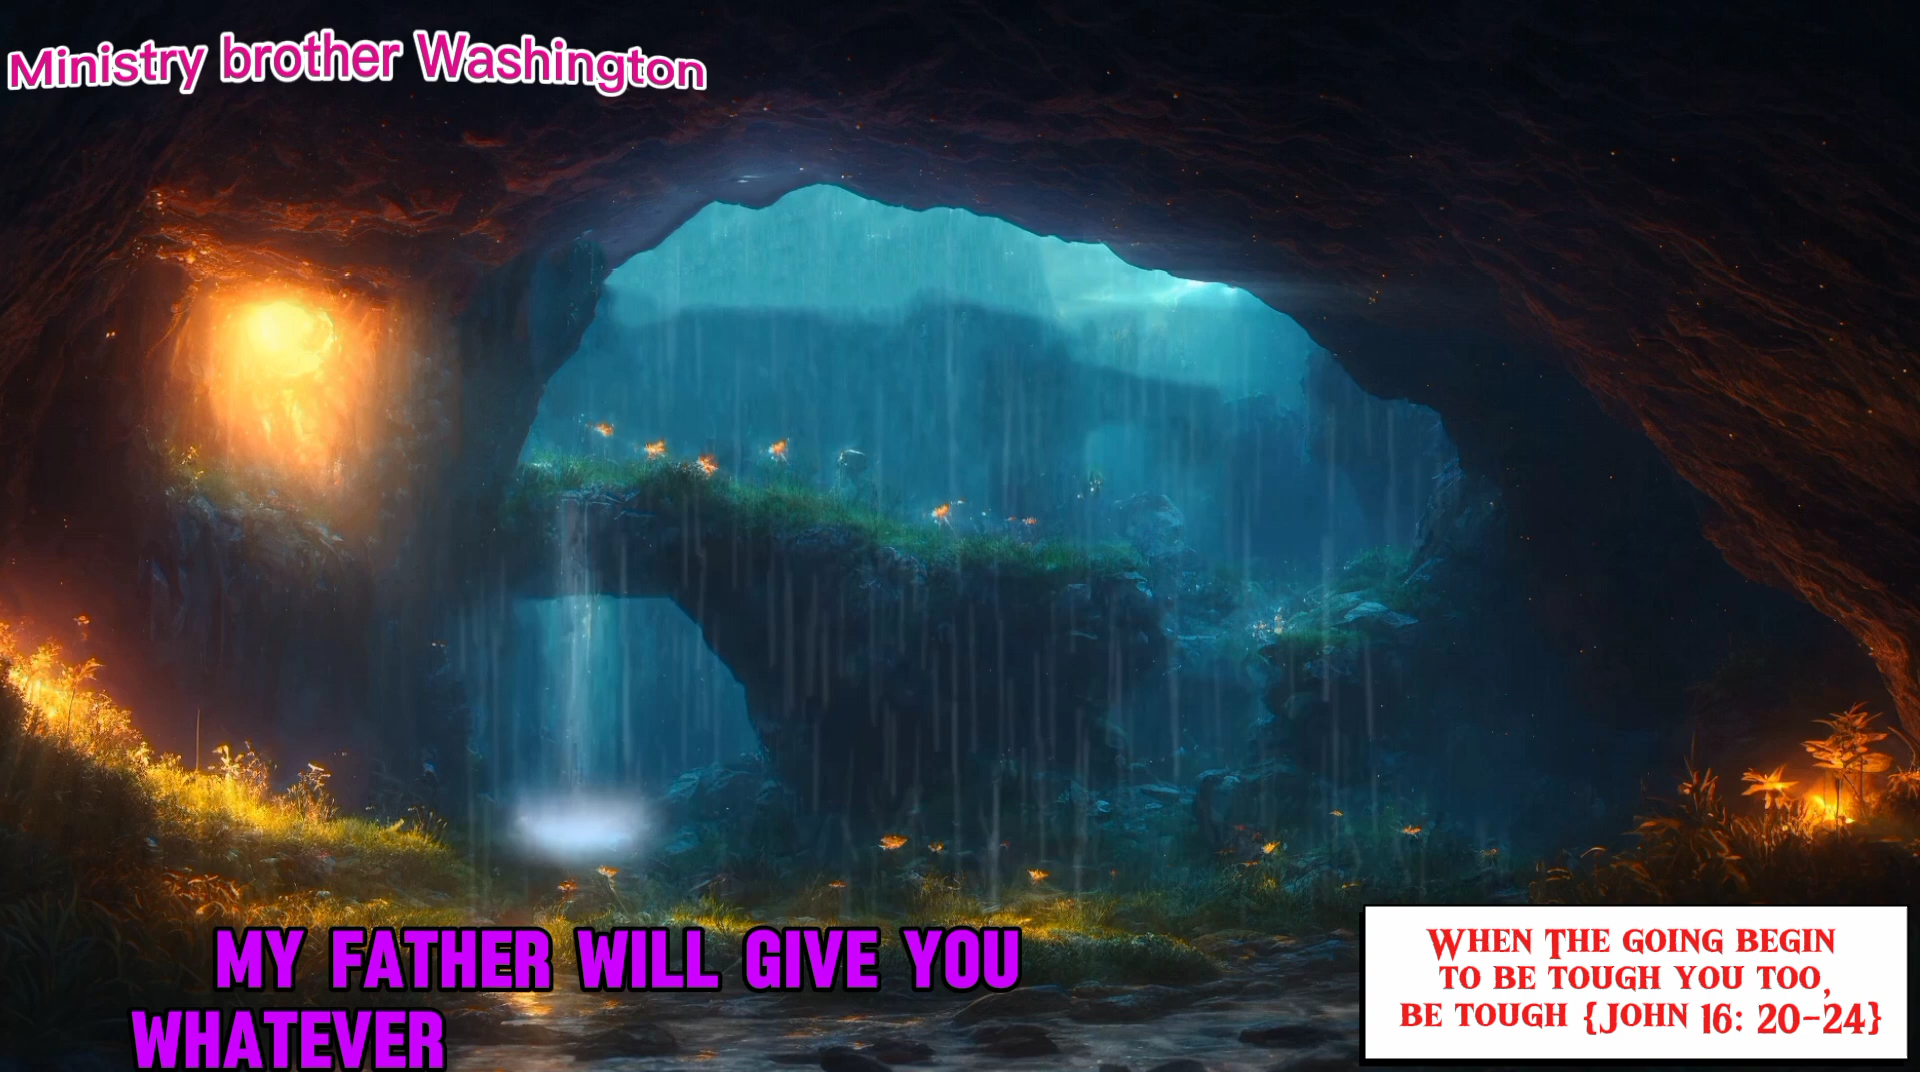 Ministry brother Washington
MY FATHER WILL GIVE YOU
WHATEVER
WHEN THE GOING BEGIN
TO BE TOUGH YOU TOO,
BE TOUGH {JOHN 16: 20-24}